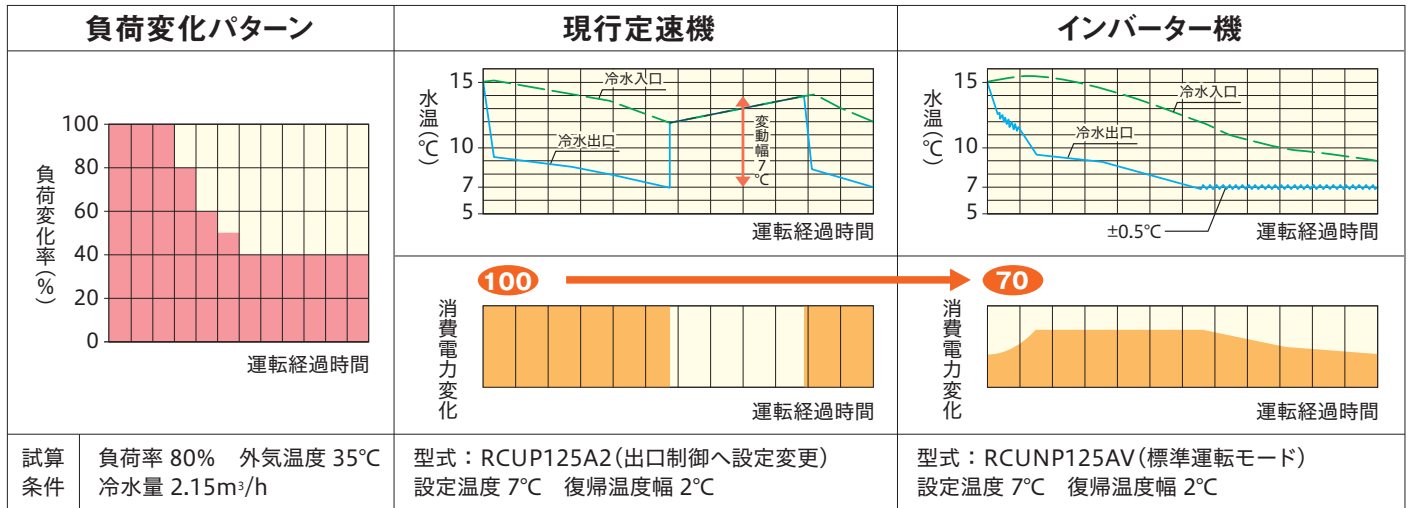 負荷変化パターン
現行定速機
インバーター機
負荷変化率(%)
100
80
60
40
20
0
運転経過時間
水温(℃)
15
10
7
5
冷水入口
冷水出口
変動幅7℃
運転経過時間
水温(℃)
15
10
7
5
冷水入口
冷水出口
±0.5℃
運転経過時間
100
消費電力変化
運転経過時間
70
消費電力変化
運転経過時間
試算
条件
負荷率 80% 外気温度 35℃
冷水量 2.15m³/h
型式：RCUP125A2(出口制御へ設定変更)
設定温度 7℃ 復帰温度幅 2℃
型式：RCUNP125AV(標準運転モード)
設定温度 7℃ 復帰温度幅 2℃